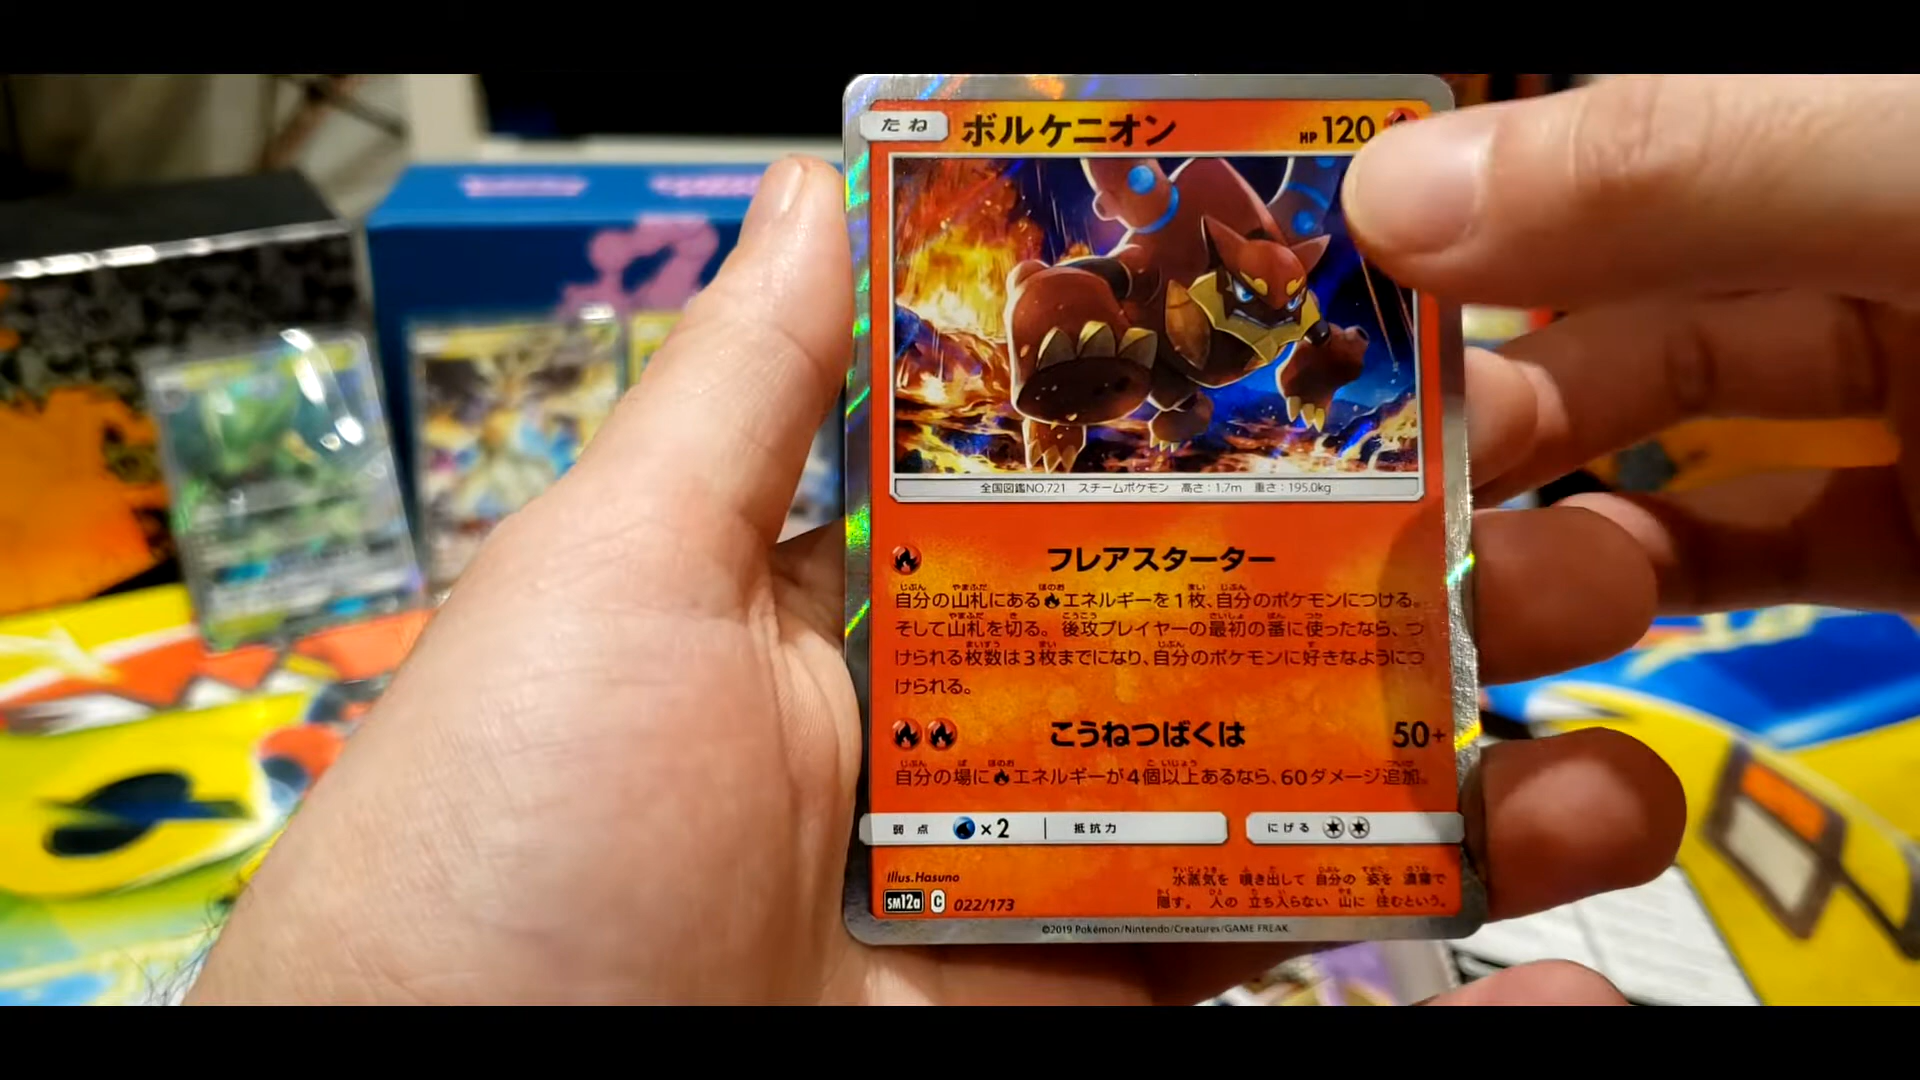 たね ボルケニオン HP 120
全国図鑑NO.721 スチームポケモン 高さ:1.7m 重さ:195.0kg
フレアスターター
自分の山札にあるエネルギーを1枚、自分のポケモンにつける。
そして山札を切る。後攻プレイヤーの最初の番に使ったなら、つ
けられる枚数は3枚までになり、自分のポケモンに好きなようにつ
けられる。
こうねつばくは 50+
自分の場にエネルギーが4個以上あるなら、60ダメージ追加。
弱点 ×2 抵抗力 にげる
Illus. Hasuno
水蒸気を 噴き出して 自分の 姿を 濃霧で
隠す。 人の 立ち入らない 山に 住むという。
SM12a C 022/173
©2019 Pokémon/Nintendo/Creatures/GAME FREAK.